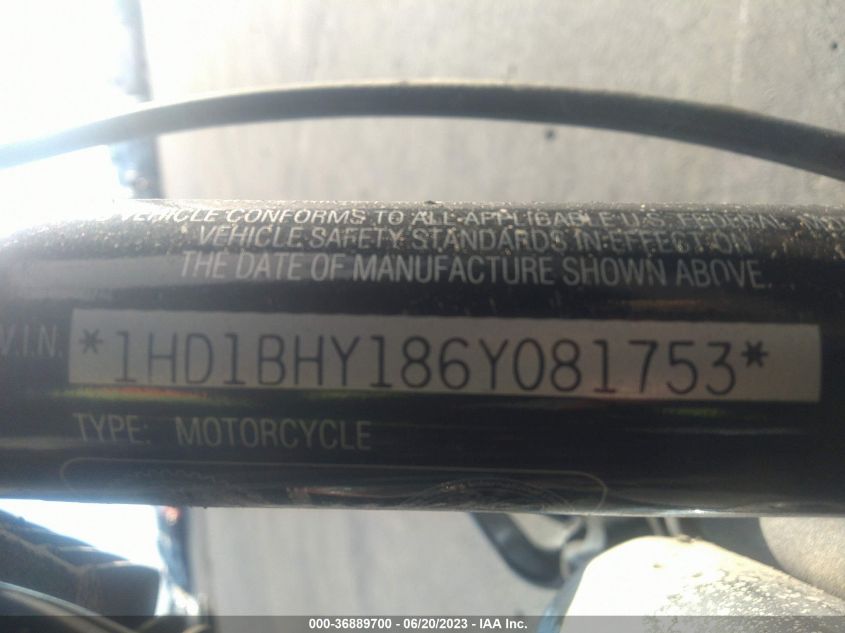 VEHICLE CONFORMS TO ALL APPLICABLE U.S. FEDERAL
VEHICLE SAFETY STANDARDS IN EFFECT ON
THE DATE OF MANUFACTURE SHOWN ABOVE.
V.I.N. *1HD1BHY186Y081753*
TYPE: MOTORCYCLE
000-36889700 - 06/20/2023 - IAA Inc.